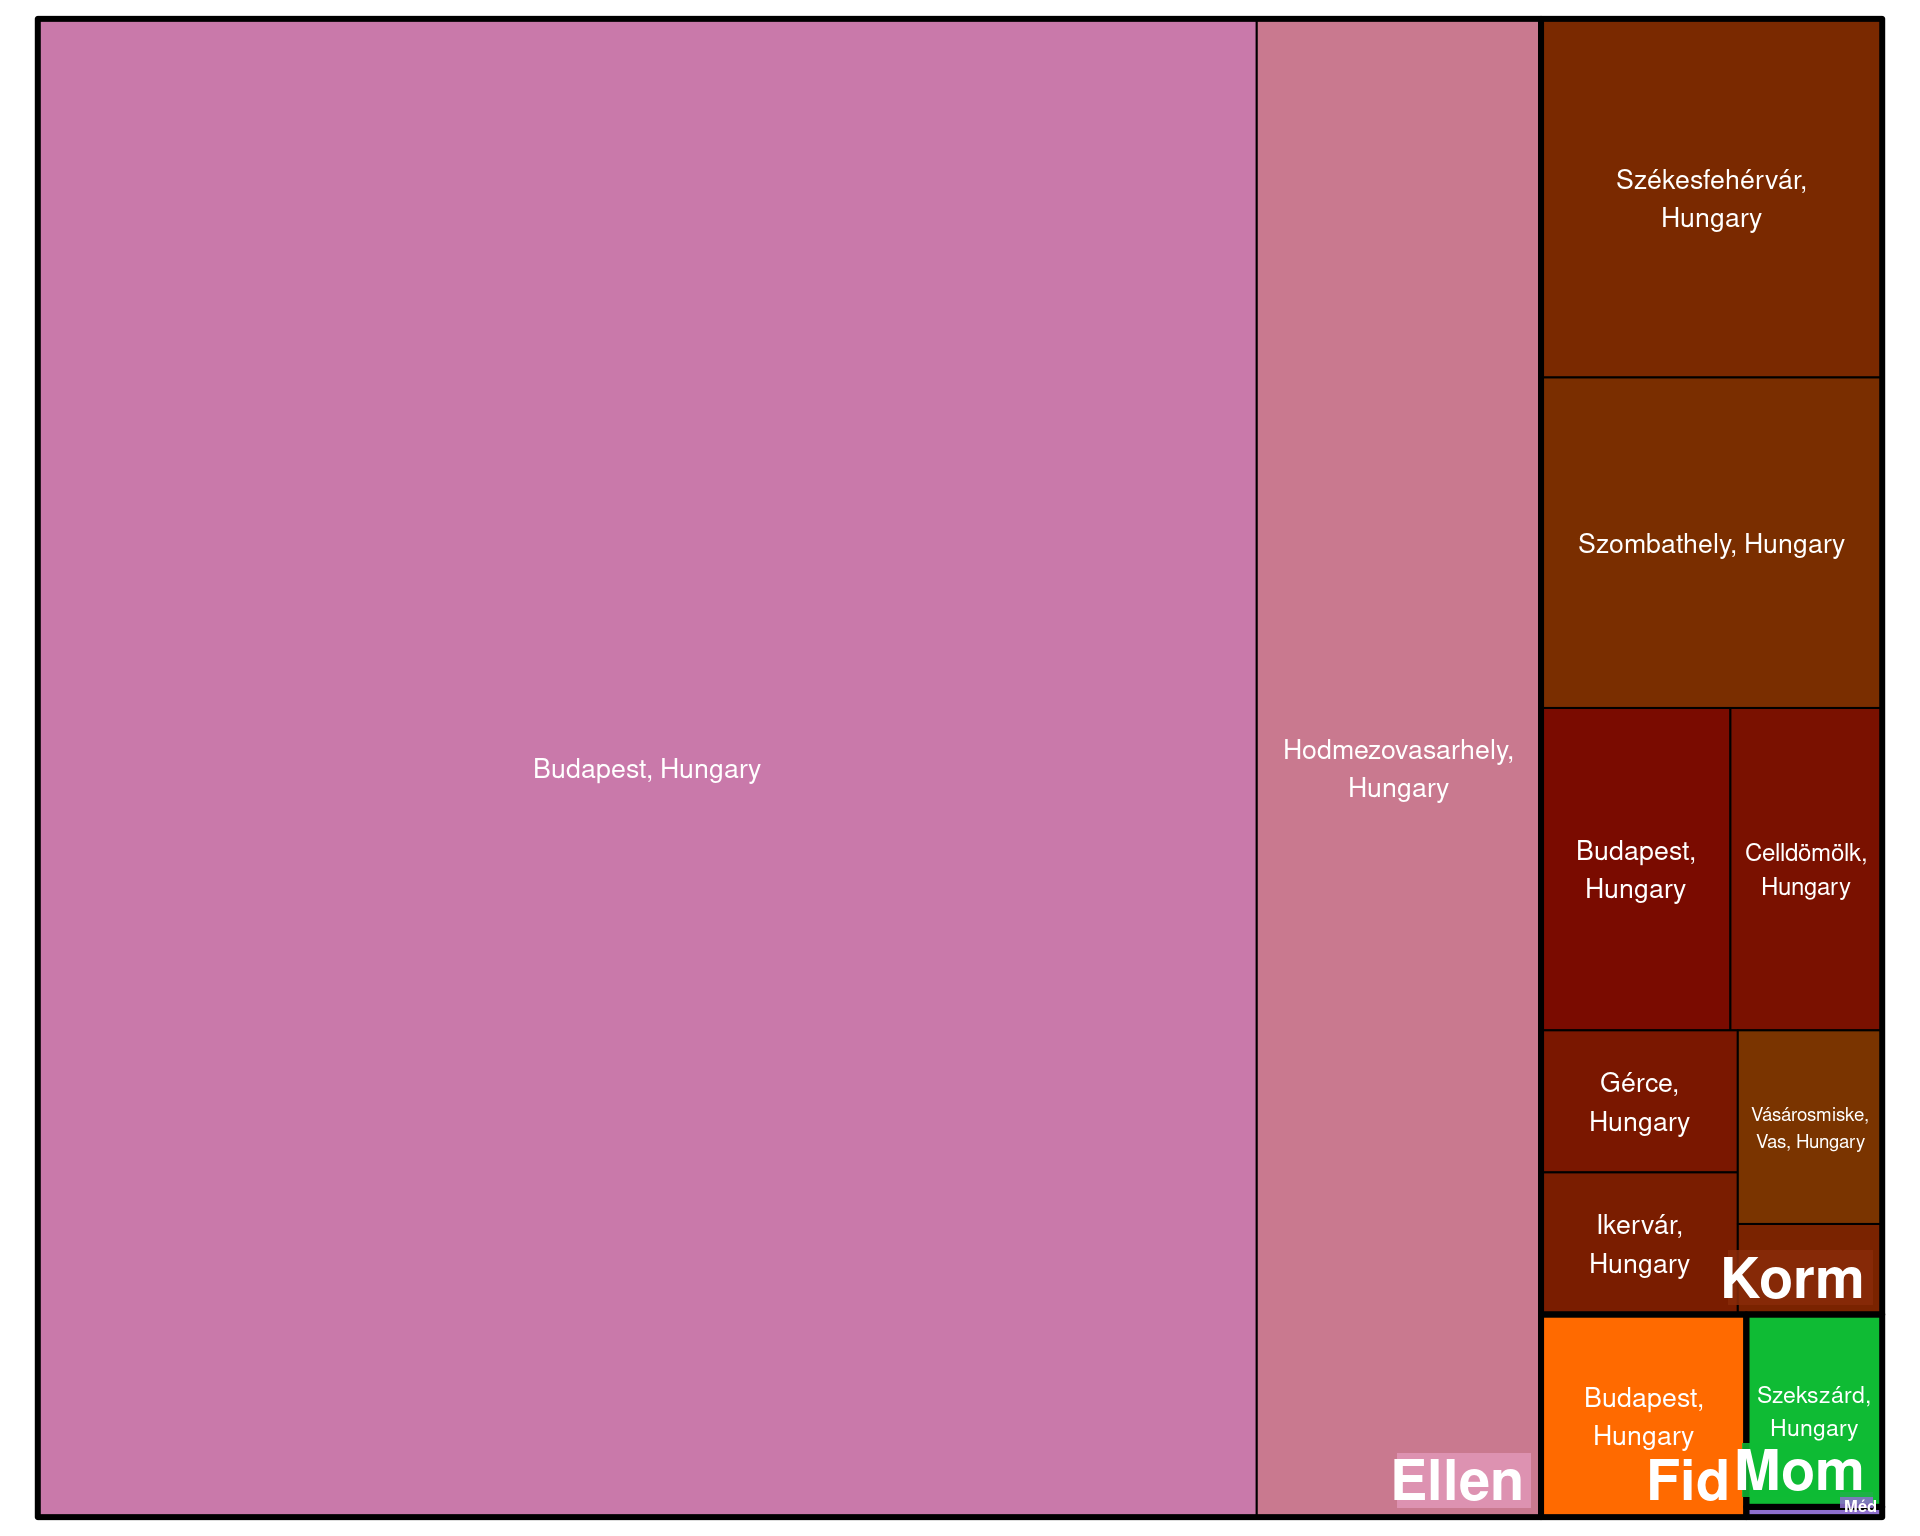 Budapest, Hungary
Hodmezovasarhely,
Hungary
Ellen
Székesfehérvár,
Hungary
Szombathely, Hungary
Budapest,
Hungary
Celldömölk,
Hungary
Gérce,
Hungary
Vásárosmiske,
Vas, Hungary
Ikervár,
Hungary
Korm
Budapest,
Hungary
Fid
Szekszárd,
Hungary
Mom
Méd